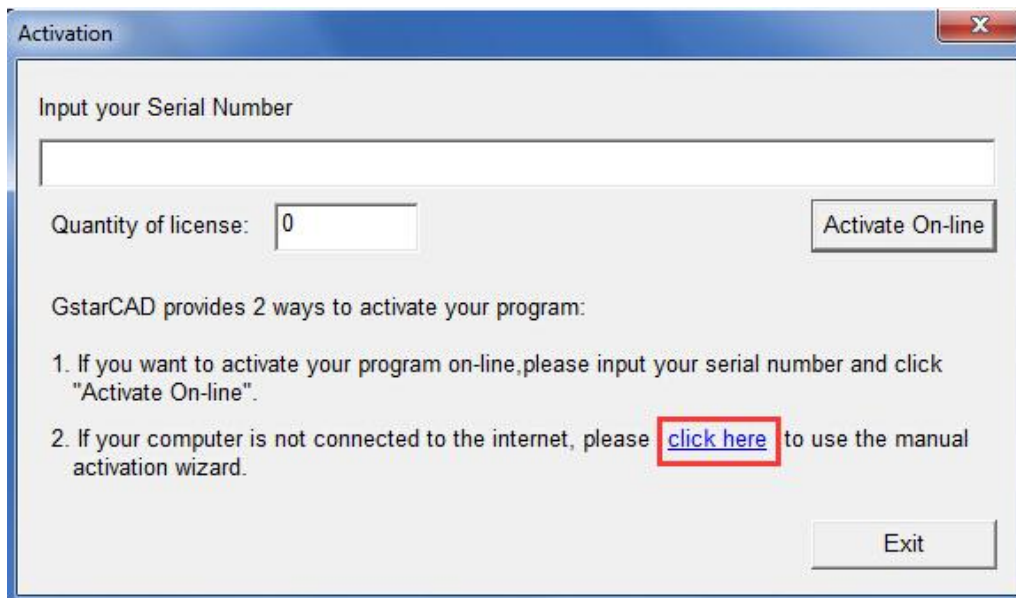 Activation
Input your Serial Number
Quantity of license:
0
Activate On-line
GstarCAD provides 2 ways to activate your program:
1. If you want to activate your program on-line,please input your serial number and click
"Activate On-line".
2. If your computer is not connected to the internet, please click here to use the manual
activation wizard.
Exit